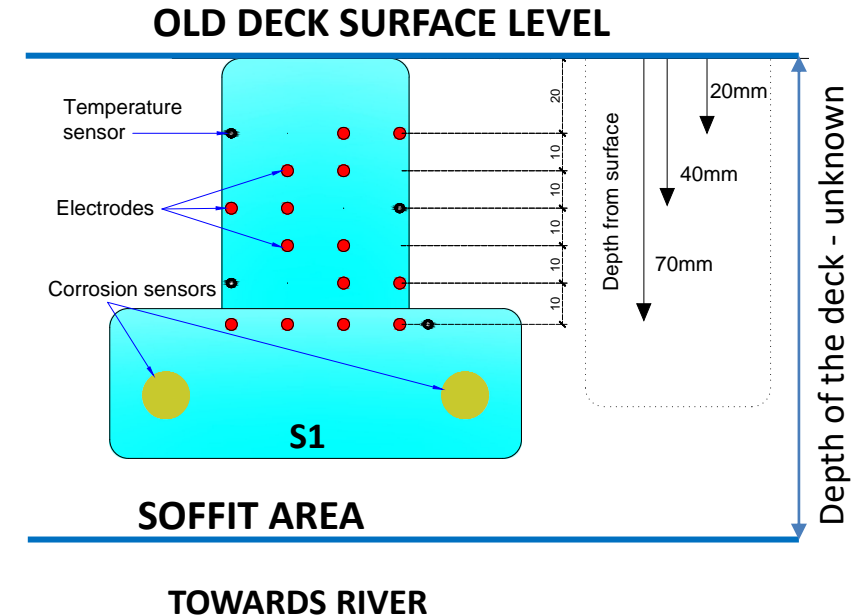 OLD DECK SURFACE LEVEL
Temperature
sensor
Electrodes
Corrosion sensors
20
10
10
10
10
10
20mm
40mm
70mm
Depth from surface
Depth of the deck - unknown
S1
SOFFIT AREA
TOWARDS RIVER